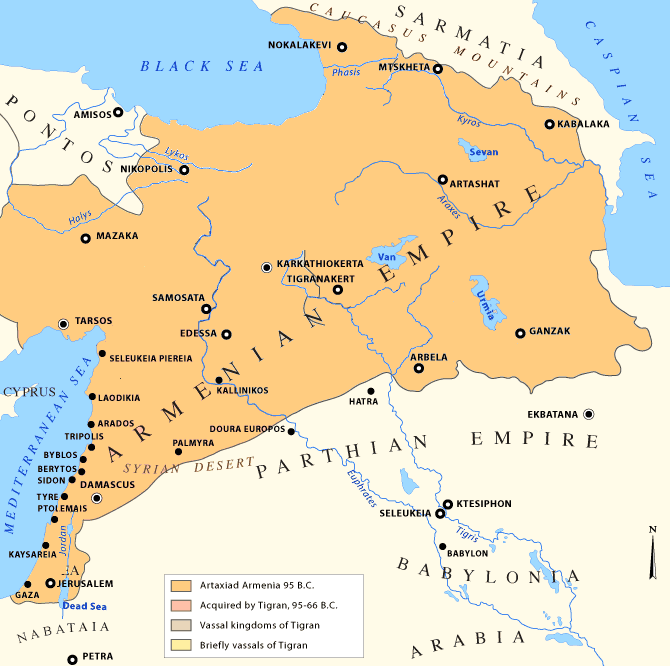 SARMATIA
CAUCASUS MOUNTAINS
NOKALAKEVI
BLACK SEA
Phasis
MTSKHETA
CASPIAN SEA
PONTOS
AMISOS
Kyros
KABALAKA
Lykos
NIKOPOLIS
Sevan
ARTASHAT
Araxes
Halys
MAZAKA
ARMENIAN EMPIRE
Van
KARKATHIOKERTA
TIGRANAKERT
SAMOSATA
Urmia
TARSOS
EDESSA
GANZAK
SELEUKEIA PIEREIA
ARBELA
CYPRUS
KALLINIKOS
LAODIKIA
HATRA
MEDITERRANEAN SEA
ARADOS
DOURA EUROPOS
EKBATANA
TRIPOLIS
PALMYRA
PARTHIAN EMPIRE
BYBLOS
SYRIAN DESERT
BERYTOS
SIDON
DAMASCUS
Euphrates
TYRE
PTOLEMAIS
KTESIPHON
SELEUKEIA
Tigris
Jordan
N
KAYSAREIA
BABYLON
EA
JERUSALEM
BABYLONIA
GAZA
Dead Sea
NABATAIA
ARABIA
PETRA
Artaxiad Armenia 95 B.C.
Acquired by Tigran, 95-66 B.C.
Vassal kingdoms of Tigran
Briefly vassals of Tigran